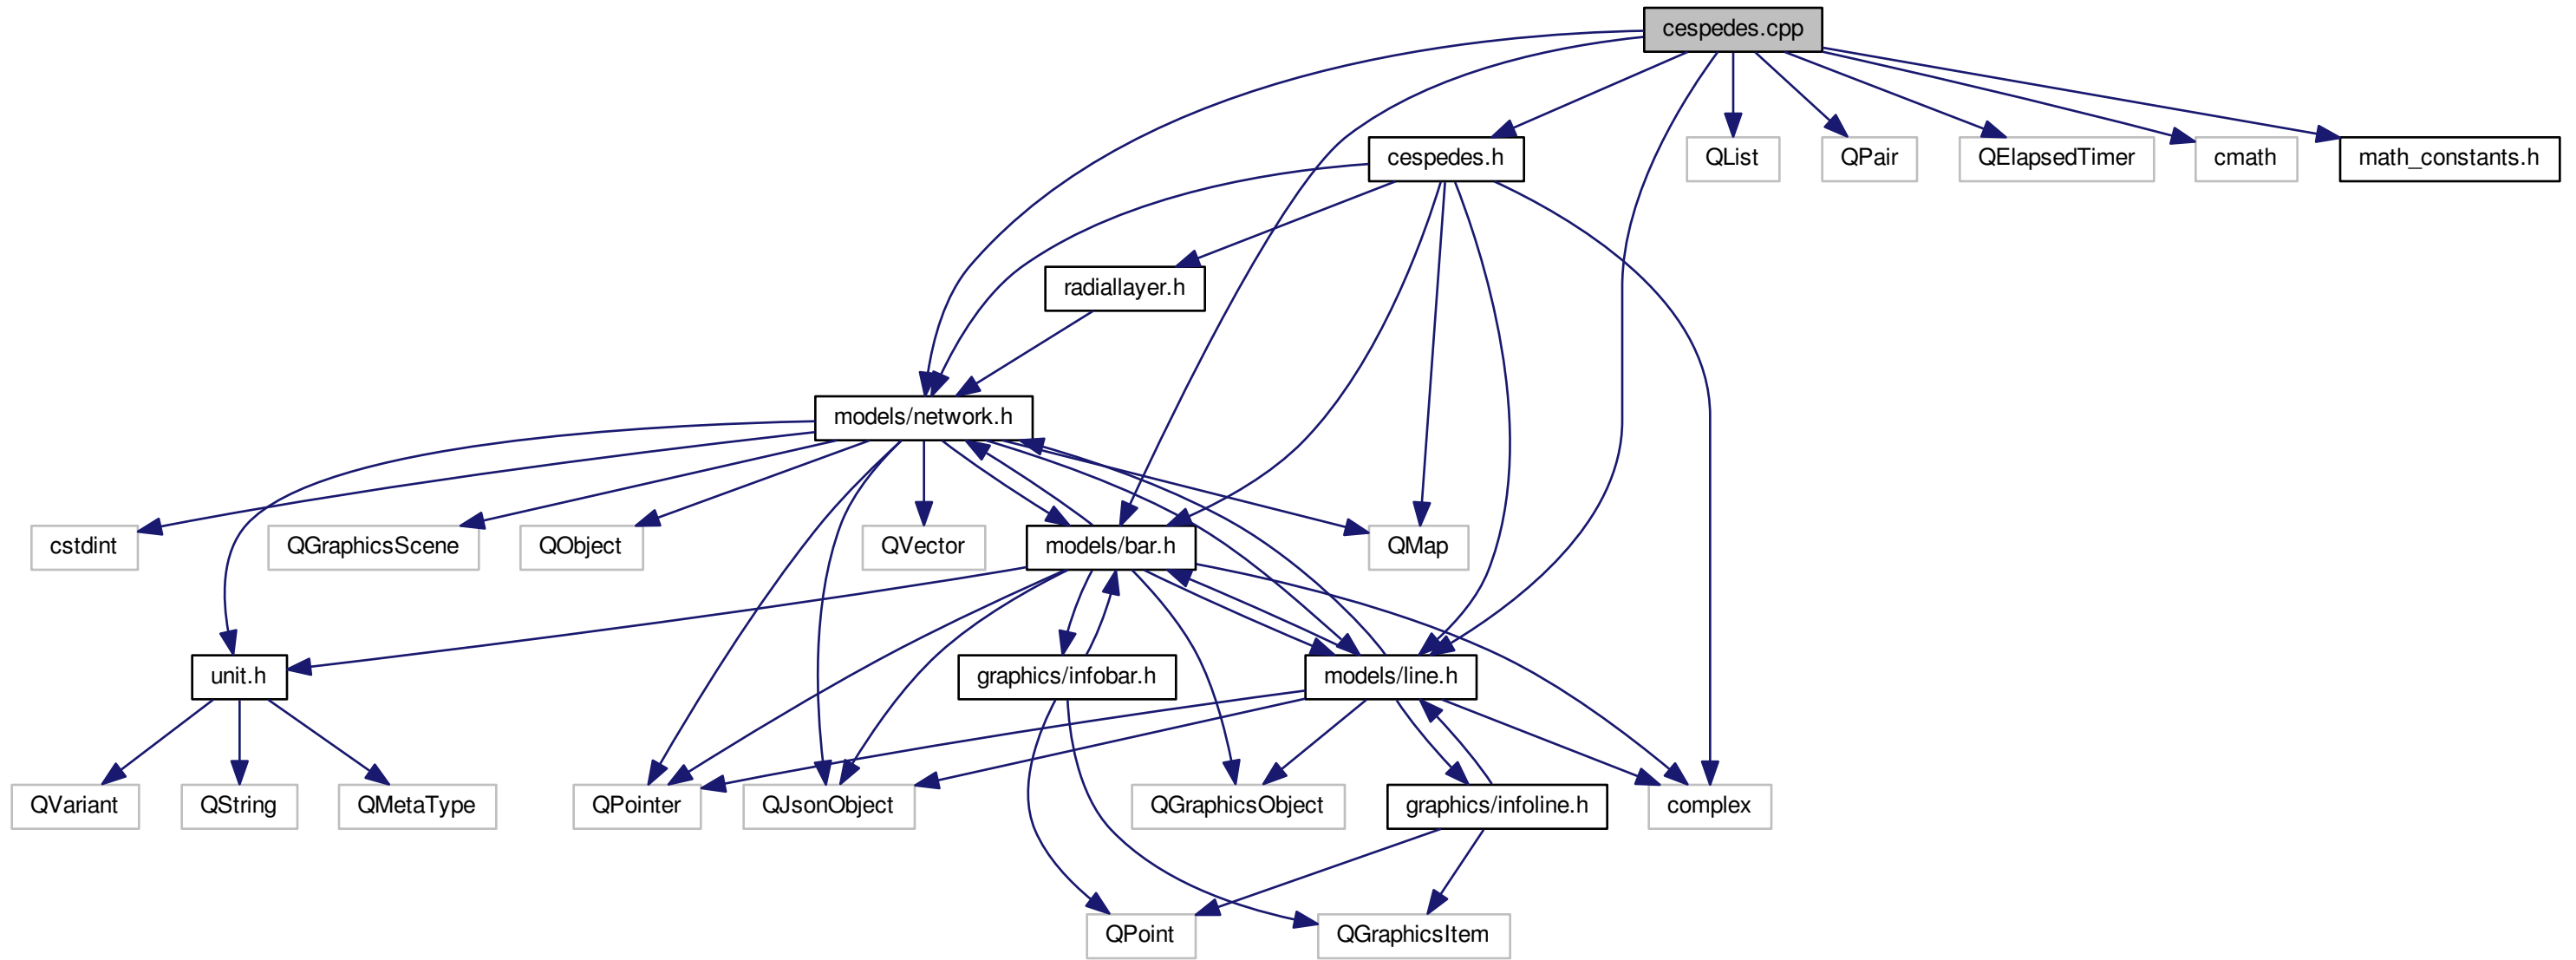 cespedes.cpp
cespedes.h
QList
QPair
QElapsedTimer
cmath
math_constants.h
radiallayer.h
models/network.h
cstdint
QGraphicsScene
QObject
QVector
models/bar.h
QMap
unit.h
graphics/infobar.h
models/line.h
QVariant
QString
QMetaType
QPointer
QJsonObject
QGraphicsObject
graphics/infoline.h
complex
QPoint
QGraphicsItem